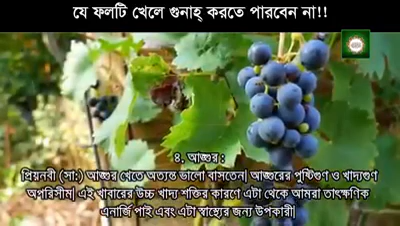 যে ফলটি খেলে গুনাহ্ করতে পারবেন না!!
৪. আঙ্গুর :
প্রিয়নবী (সা:) আঙ্গুর খেতে অত্যন্ত ভালো বাসতেন| আঙ্গুরের পুষ্টিগুণ ও খাদ্যগুণ
অপরিসীম| এই খাবারের উচ্চ খাদ্য শক্তির কারণে এটা থেকে আমরা তাৎক্ষণিক
এনার্জি পাই এবং এটা স্বাস্থ্যের জন্য উপকারী|